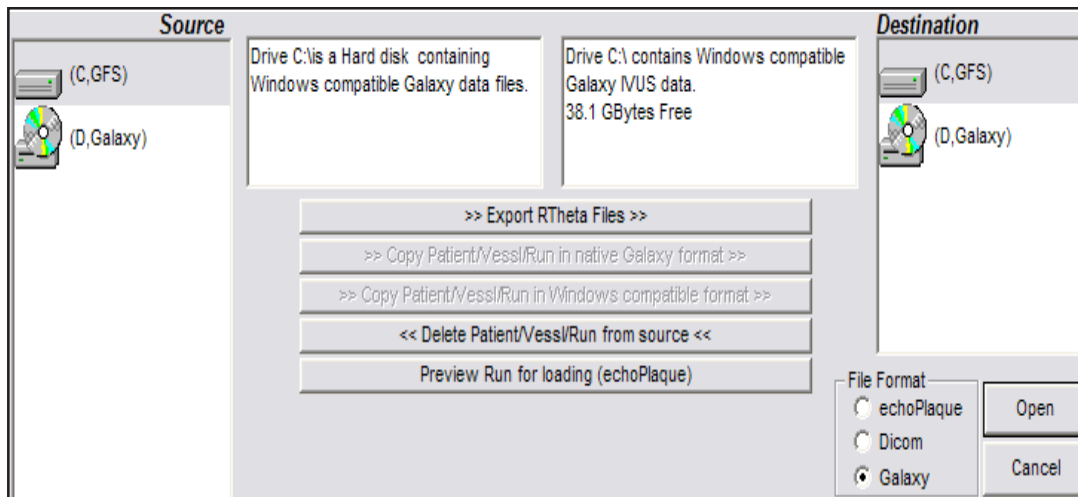 Source
Destination
(C,GFS)
(D,Galaxy)
Drive C:\is a Hard disk containing
Windows compatible Galaxy data files.
Drive C:\ contains Windows compatible
Galaxy IVUS data.
38.1 GBytes Free
(C,GFS)
(D,Galaxy)
>> Export RTheta Files >>
>> Copy Patient/Vessl/Run in native Galaxy format >>
>> Copy Patient/Vessl/Run in Windows compatible format >>
<< Delete Patient/Vessl/Run from source <<
Preview Run for loading (echoPlaque)
File Format
echoPlaque
Dicom
Galaxy
Open
Cancel